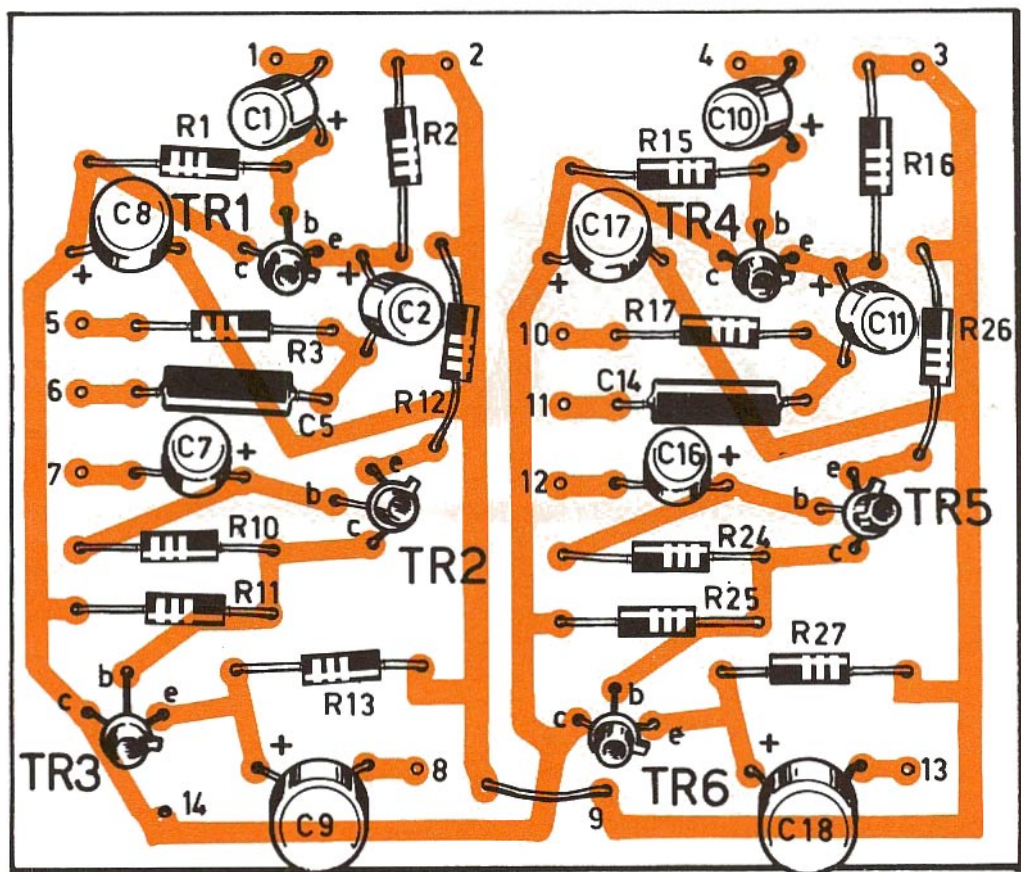 1 2 4 3
C1 + R2 C10 + R16
R1 R15
C8 TR1 b C17 TR4 b
+ c e + + c e +
C2 C11
5 R3 10 R17 R26
6 C5 R12 11 C14
7 C7 + e 12 C16 + e
b b
R10 c R24 c TR5
TR2
R11 R25
b R13 b R27
c e c e
TR3 + 8 TR6 + 13
14 C9 9 C18